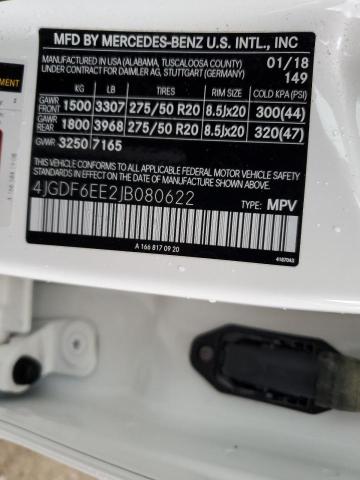 MFD BY MERCEDES-BENZ U.S. INTL., INC
MANUFACTURED IN USA (ALABAMA, TUSCALOOSA COUNTY) 01/18
UNDER CONTRACT FOR DAIMLER AG, STUTTGART (GERMANY) 149
KG LB TIRES RIM SIZE COLD KPA (PSI)
GAWR FRONT 1500 3307 275/50 R20 8.5Jx20 300(44)
GAWR REAR 1800 3968 275/50 R20 8.5Jx20 320(47)
GVWR 3250 7165
THIS VEHICLE CONFORMS TO ALL APPLICABLE FEDERAL MOTOR VEHICLE SAFETY
STANDARDS IN EFFECT ON THE DATE OF MANUFACTURE SHOWN ABOVE.
4JGDF6EE2JB080622 TYPE: MPV
A 166 817 09 20